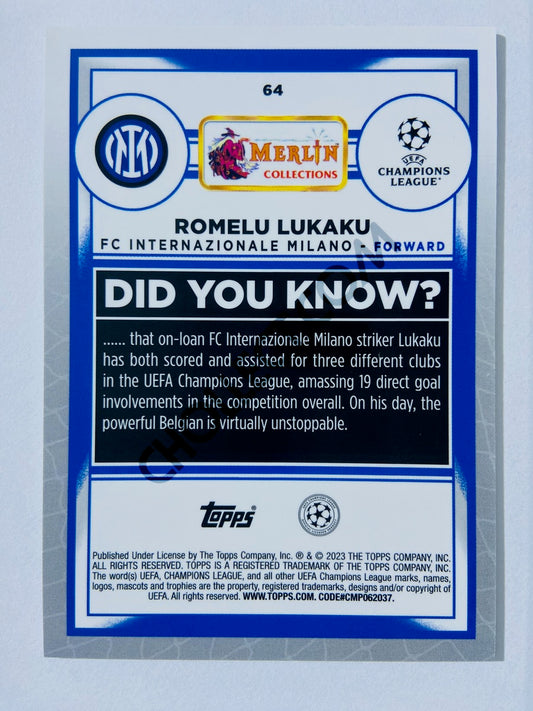 64
MERLIN
COLLECTIONS
UEFA
CHAMPIONS
LEAGUE
ROMELU LUKAKU
FC INTERNAZIONALE MILANO - FORWARD
DID YOU KNOW?
...... that on-loan FC Internazionale Milano striker Lukaku
has both scored and assisted for three different clubs
in the UEFA Champions League, amassing 19 direct goal
involvements in the competition overall. On his day, the
powerful Belgian is virtually unstoppable.
topps
Published Under License by The Topps Company, Inc. ® & © 2023 THE TOPPS COMPANY, INC.
ALL RIGHTS RESERVED. TOPPS IS A REGISTERED TRADEMARK OF THE TOPPS COMPANY, INC.
The word(s) UEFA, CHAMPIONS LEAGUE, and all other UEFA Champions League marks, names,
logos, mascots and trophies are the property, registered trademarks, designs and/or copyright of
UEFA. All rights reserved. WWW.TOPPS.COM. CODE#CMP062037.